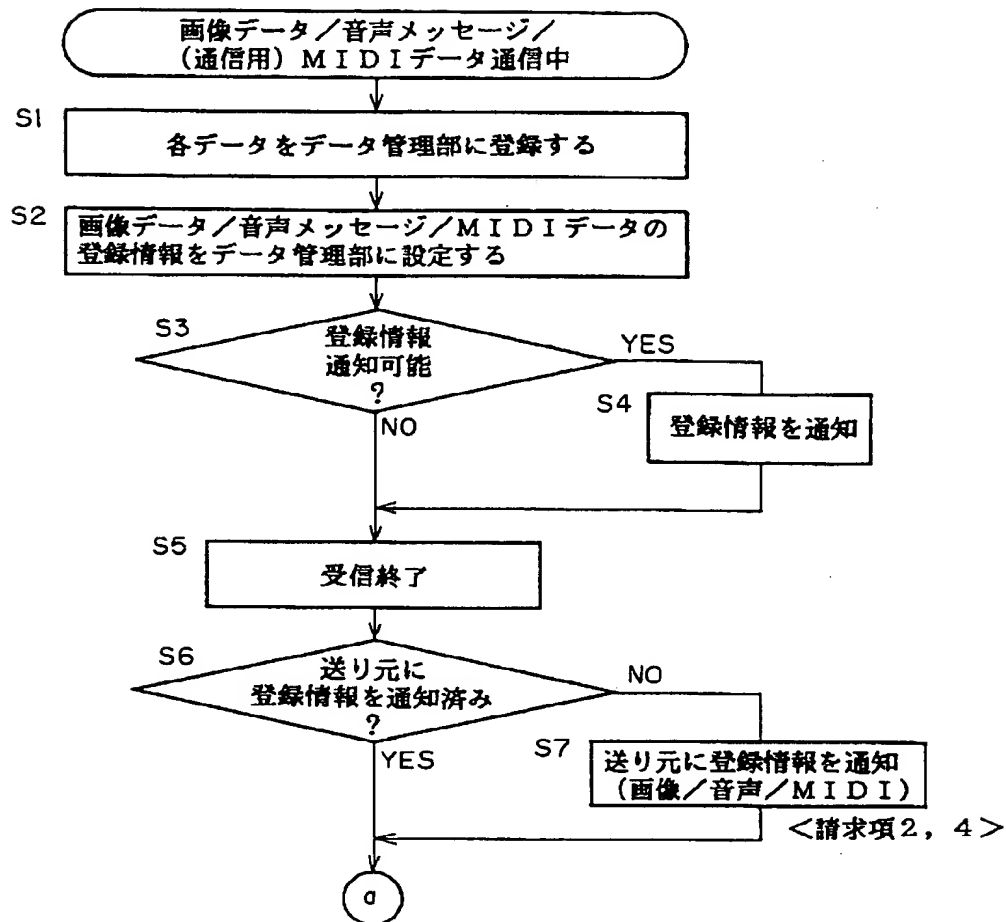 画像データ/音声メッセージ/
(通信用)MIDIデータ通信中
S1
各データをデータ管理部に登録する
S2
画像データ/音声メッセージ/MIDIデータの
登録情報をデータ管理部に設定する
S3
登録情報
通知可能
?
YES
NO
S4
登録情報を通知
S5
受信終了
S6
送り元に
登録情報を通知済み
?
NO
YES
S7
送り元に登録情報を通知
(画像/音声/MIDI)
<請求項2,4>
a